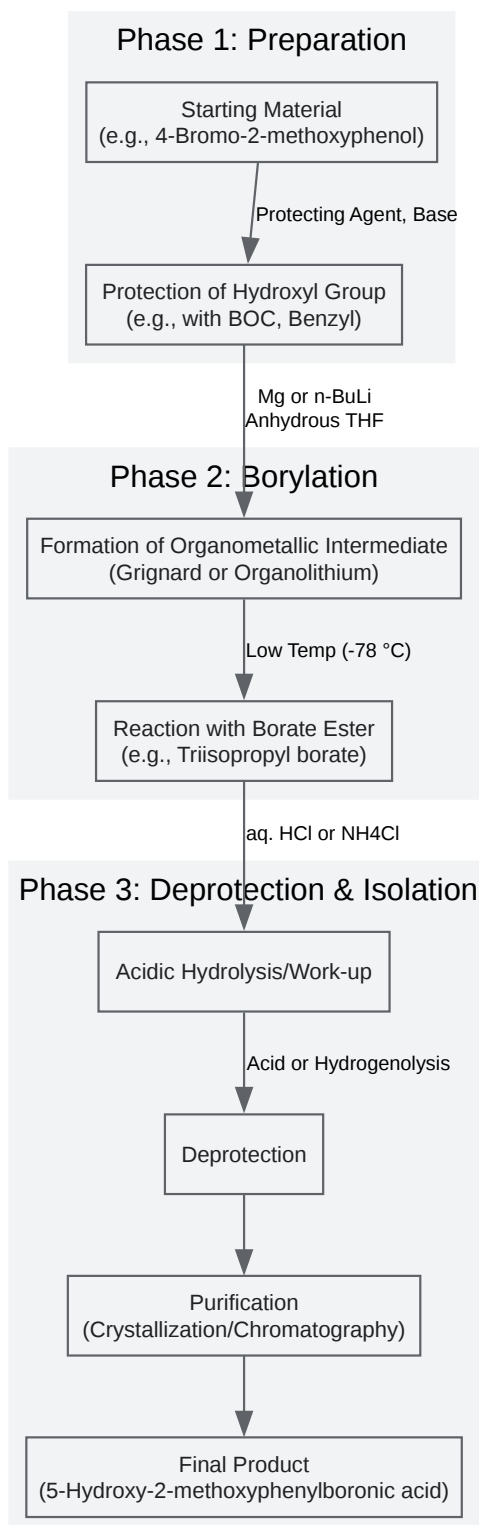 Phase 1: Preparation
Starting Material
(e.g., 4-Bromo-2-methoxyphenol)
Protecting Agent, Base
Protection of Hydroxyl Group
(e.g., with BOC, Benzyl)
Mg or n-BuLi
Anhydrous THF
Phase 2: Borylation
Formation of Organometallic Intermediate
(Grignard or Organolithium)
Low Temp (-78 °C)
Reaction with Borate Ester
(e.g., Triisopropyl borate)
aq. HCl or NH4Cl
Phase 3: Deprotection & Isolation
Acidic Hydrolysis/Work-up
Acid or Hydrogenolysis
Deprotection
Purification
(Crystallization/Chromatography)
Final Product
(5-Hydroxy-2-methoxyphenylboronic acid)